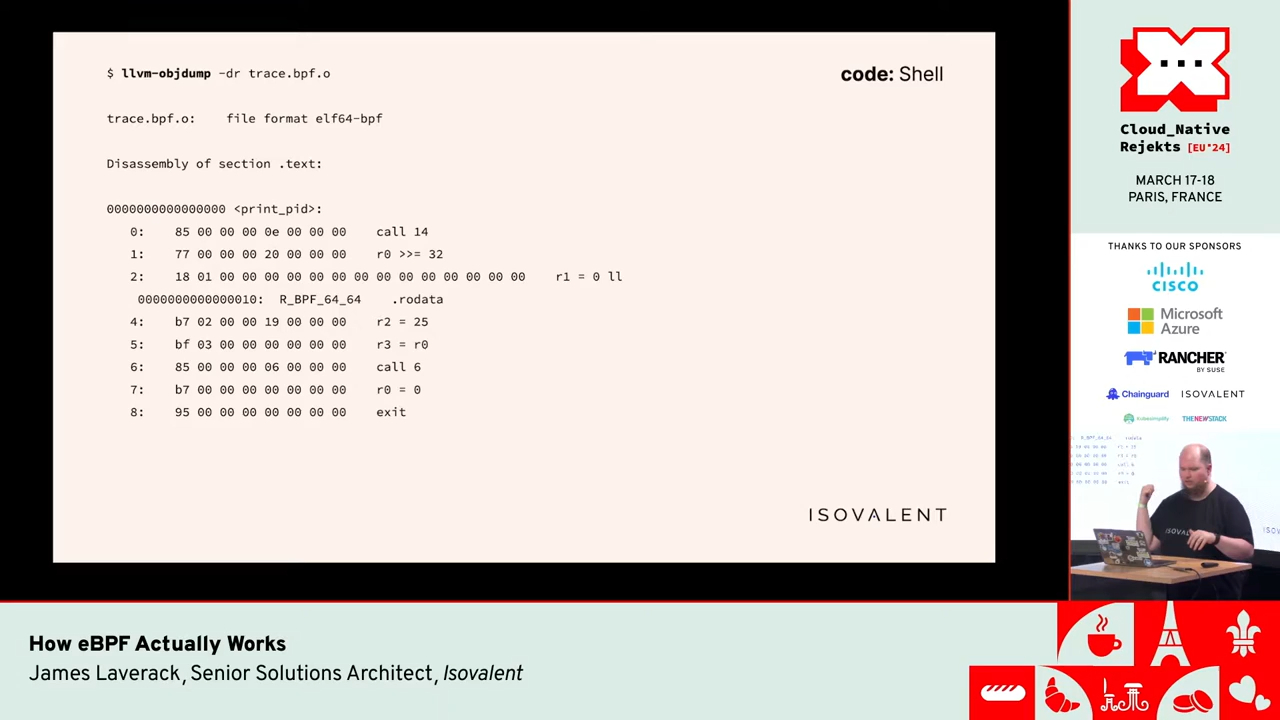 $ llvm-objdump -dr trace.bpf.o
code: Shell
trace.bpf.o:    file format elf64-bpf
Disassembly of section .text:
0000000000000000 <print_pid>:
0:    85 00 00 00 0e 00 00 00    call 14
1:    77 00 00 00 20 00 00 00    r0 >>= 32
2:    18 01 00 00 00 00 00 00 00 00 00 00 00 00 00 00    r1 = 0 ll
0000000000000010:  R_BPF_64_64    .rodata
4:    b7 02 00 00 19 00 00 00    r2 = 25
5:    bf 03 00 00 00 00 00 00    r3 = r0
6:    85 00 00 00 06 00 00 00    call 6
7:    b7 00 00 00 00 00 00 00    r0 = 0
8:    95 00 00 00 00 00 00 00    exit
ISOVALENT
Cloud_Native
Rejekts [EU'24]
MARCH 17-18
PARIS, FRANCE
THANKS TO OUR SPONSORS
CISCO
Microsoft
Azure
RANCHER
BY SUSE
Chainguard ISOVALENT
kubesimplify THENEWSTACK
How eBPF Actually Works
James Laverack, Senior Solutions Architect, Isovalent